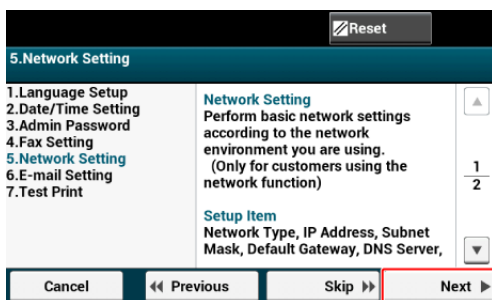 Reset
5.Network Setting
1.Language Setup
2.Date/Time Setting
3.Admin Password
4.Fax Setting
5.Network Setting
6.E-mail Setting
7.Test Print
Network Setting
Perform basic network settings
according to the network
environment you are using.
(Only for customers using the
network function)
Setup Item
Network Type, IP Address, Subnet
Mask, Default Gateway, DNS Server,
1
2
Cancel
Previous
Skip
Next